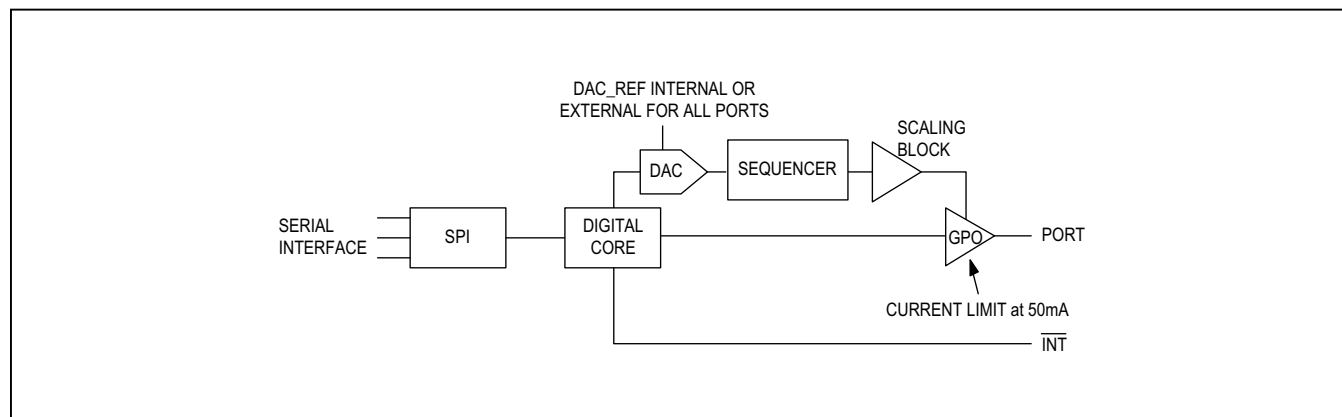 DAC_REF INTERNAL OR
EXTERNAL FOR ALL PORTS
SCALING
BLOCK
DAC
SEQUENCER
SERIAL
INTERFACE
SPI
DIGITAL
CORE
GPO
PORT
CURRENT LIMIT at 50mA
INT